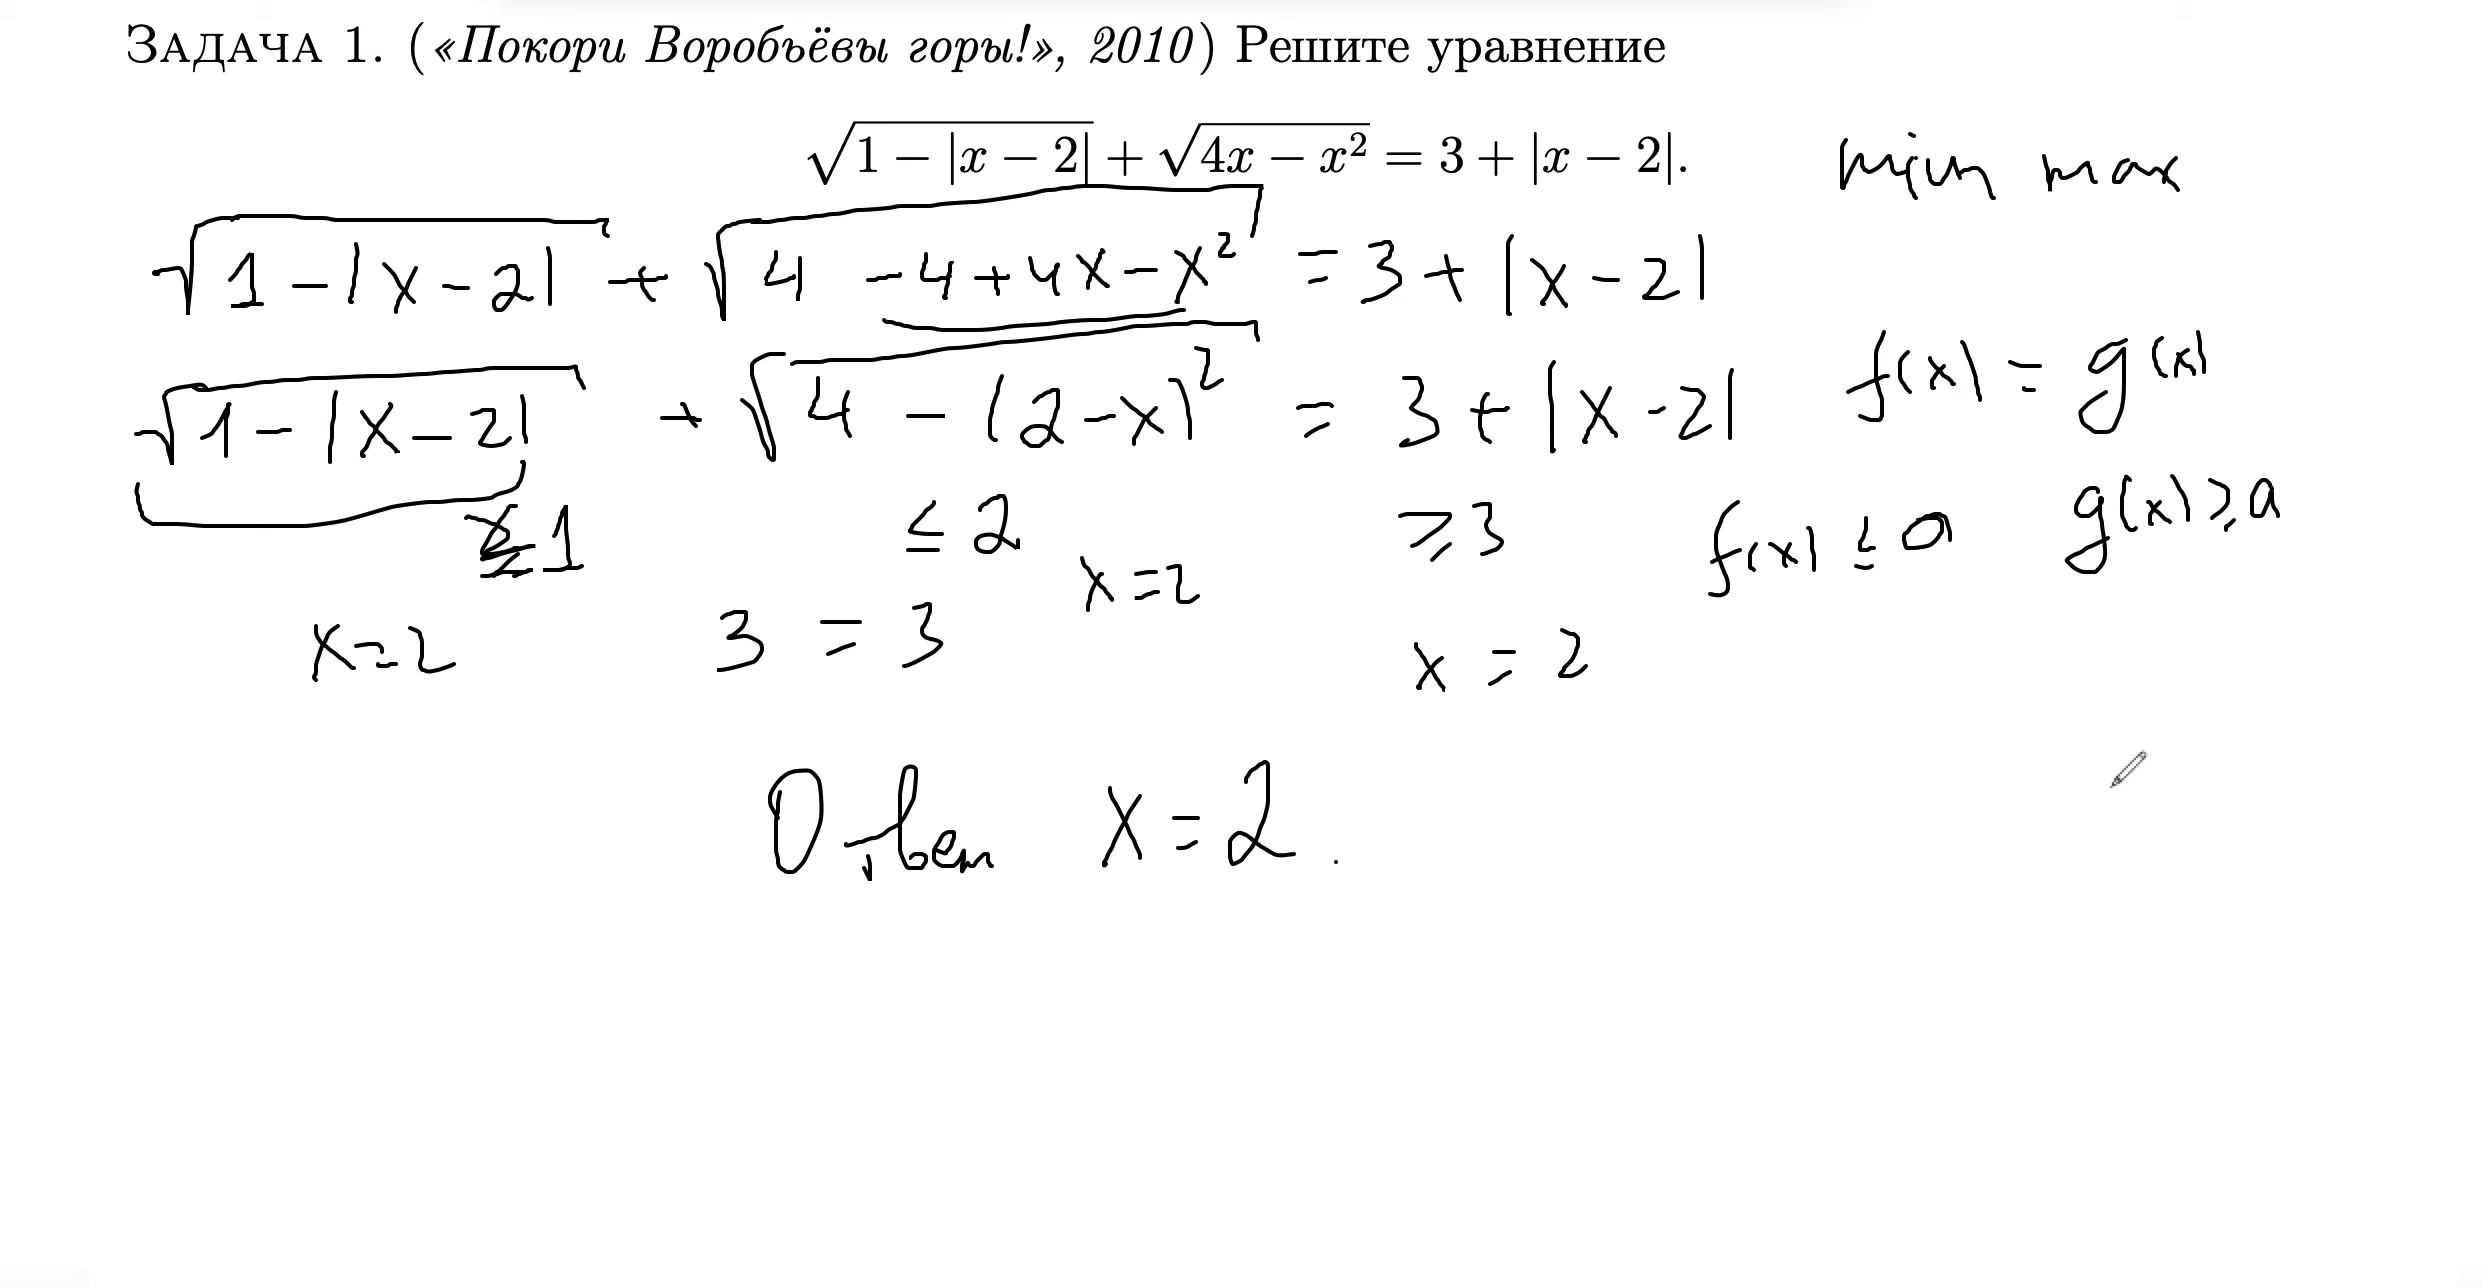 ЗАДАЧА 1. («Покори Воробьёвы горы!», 2010) Решите уравнение
√(1 − |x − 2|) + √(4x − x²) = 3 + |x − 2|.
min max
√(1 − |x − 2|) + √(4 − 4 + 4x − x²) = 3 + |x − 2|
√(1 − |x − 2|) + √(4 − (2 − x)²) = 3 + |x − 2|
f(x) = g(x)
≤ 1 ≤ 2 ≥ 3
f(x) ≤ a g(x) ≥ a
x = 2
x = 2 3 = 3 x = 2
Ответ x = 2.